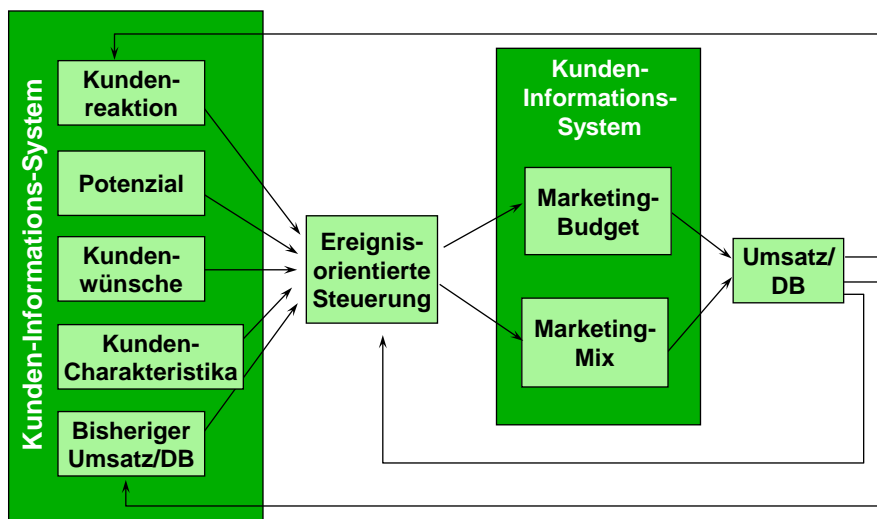 Kunden-Informations-System
Kunden-
reaktion
Potenzial
Kunden-
wünsche
Kunden-
Charakteristika
Bisheriger
Umsatz/DB
Ereignis-
orientierte
Steuerung
Kunden-
Informations-
System
Marketing-
Budget
Marketing-
Mix
Umsatz/
DB